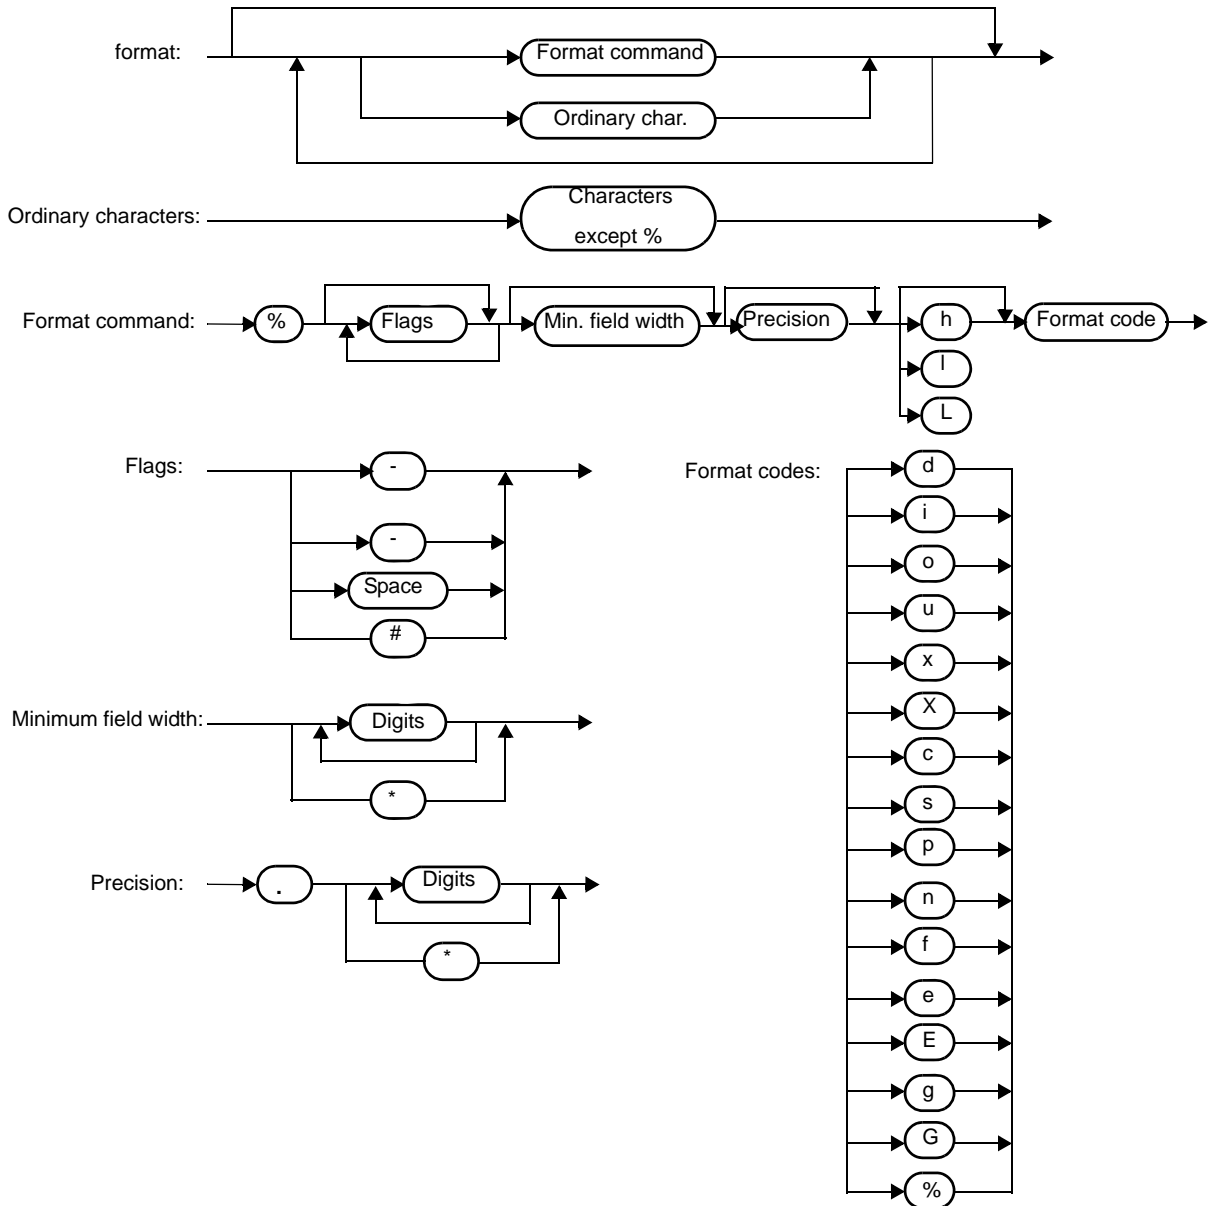 format:
Format command
Ordinary char.
Ordinary characters:
Characters
except %
Format command:
%
Flags
Min. field width
Precision
h
Format code
l
L
Flags:
-
-
Space
#
Minimum field width:
Digits
*
Precision:
.
Digits
*
Format codes:
d
i
o
u
x
X
c
s
p
n
f
e
E
g
G
%